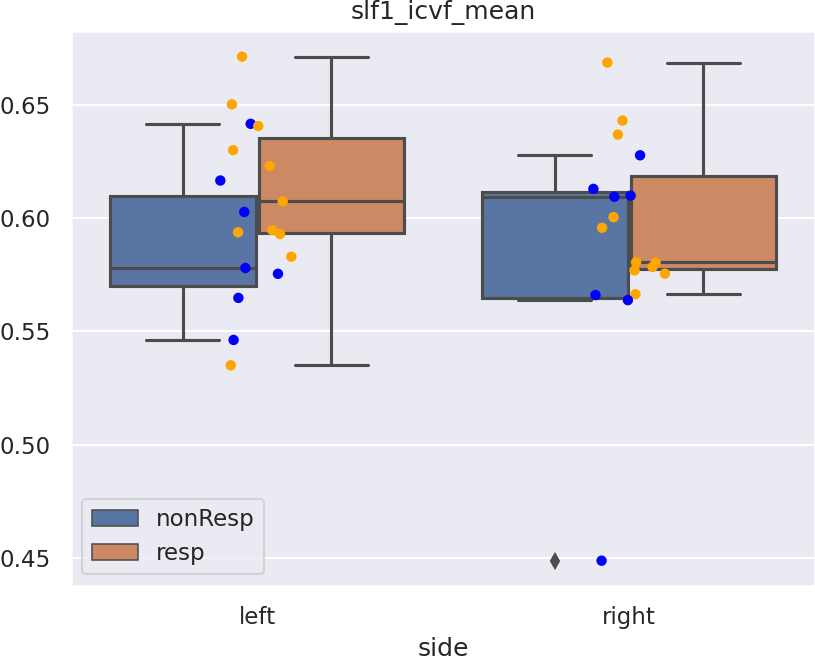 slf1_icvf_mean
0.65
0.60
0.55
0.50
0.45
nonResp
resp
left
right
side